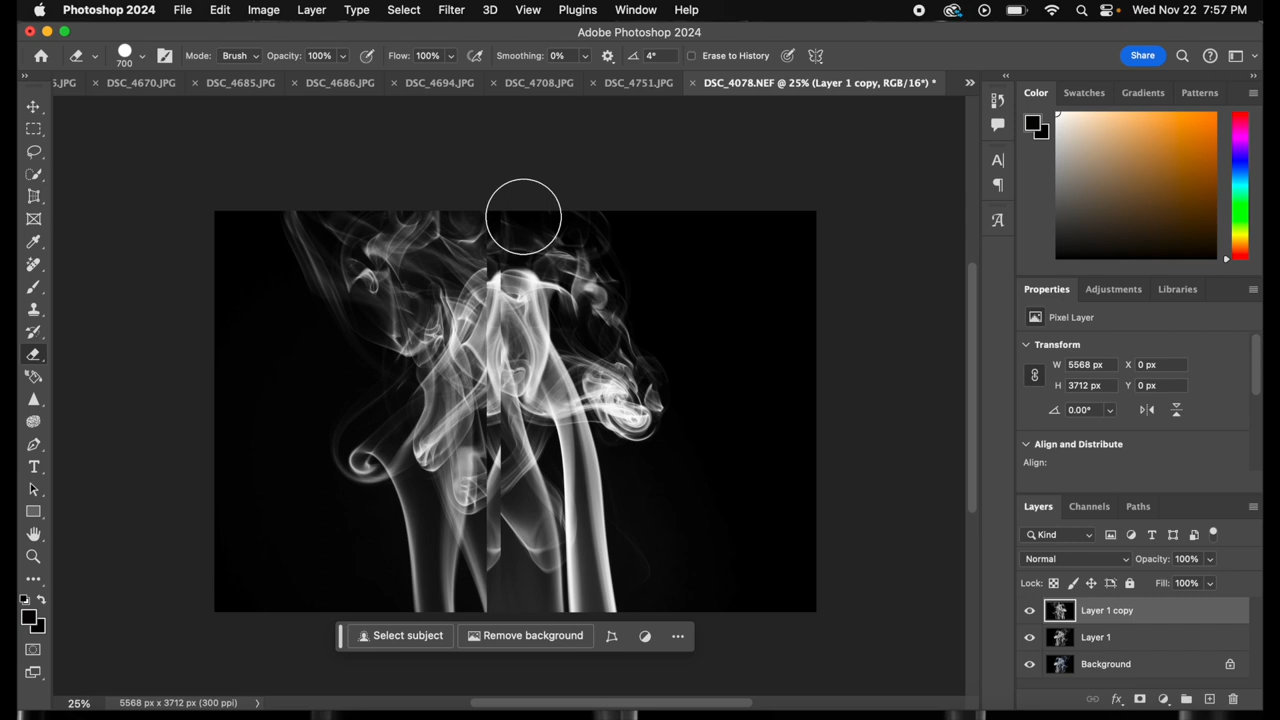 Photoshop 2024 File Edit Image Layer Type Select Filter 3D View Plugins Window Help Wed Nov 22 7:57 PM
Adobe Photoshop 2024
700 Mode: Brush Opacity: 100% Flow: 100% Smoothing: 0% 4° Erase to History Share
5.JPG × DSC_4670.JPG × DSC_4685.JPG × DSC_4686.JPG × DSC_4694.JPG × DSC_4708.JPG × DSC_4751.JPG × DSC_4078.NEF @ 25% (Layer 1 copy, RGB/16*) *
Color Swatches Gradients Patterns
Properties Adjustments Libraries
Pixel Layer
Transform
W 5568 px X 0 px
H 3712 px Y 0 px
0.00°
Align and Distribute
Align:
Layers Channels Paths
Kind
Normal Opacity: 100%
Lock: Fill: 100%
Layer 1 copy
Layer 1
Background
Select subject Remove background
25% 5568 px x 3712 px (300 ppi)